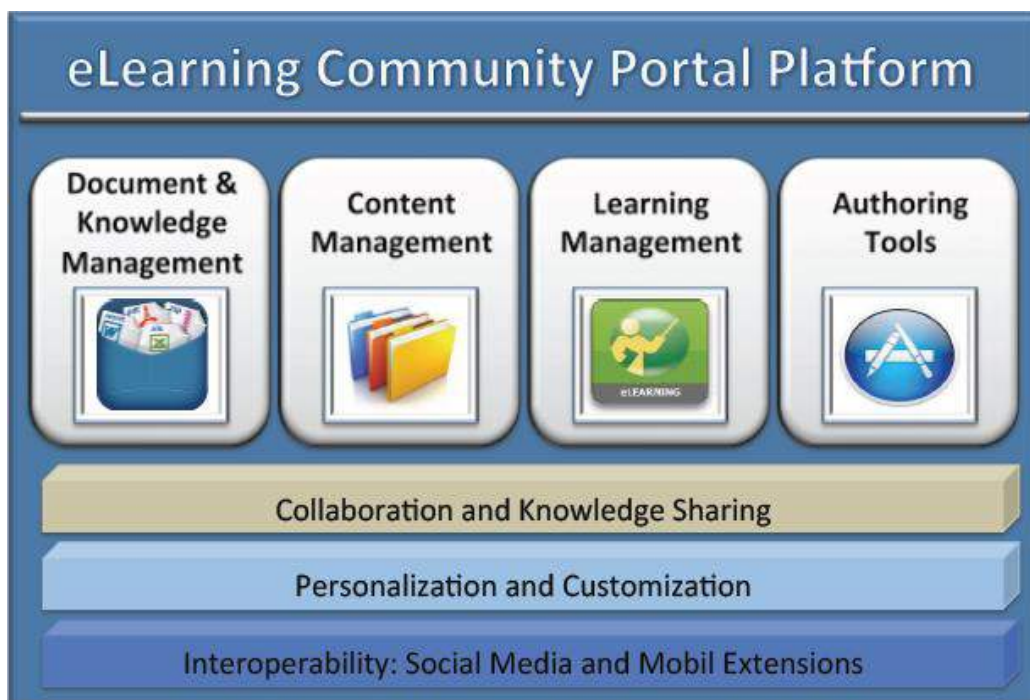 eLearning Community Portal Platform
Document &
Knowledge
Management
Content
Management
Learning
Management
eLEARNING
Authoring
Tools
Collaboration and Knowledge Sharing
Personalization and Customization
Interoperability: Social Media and Mobil Extensions